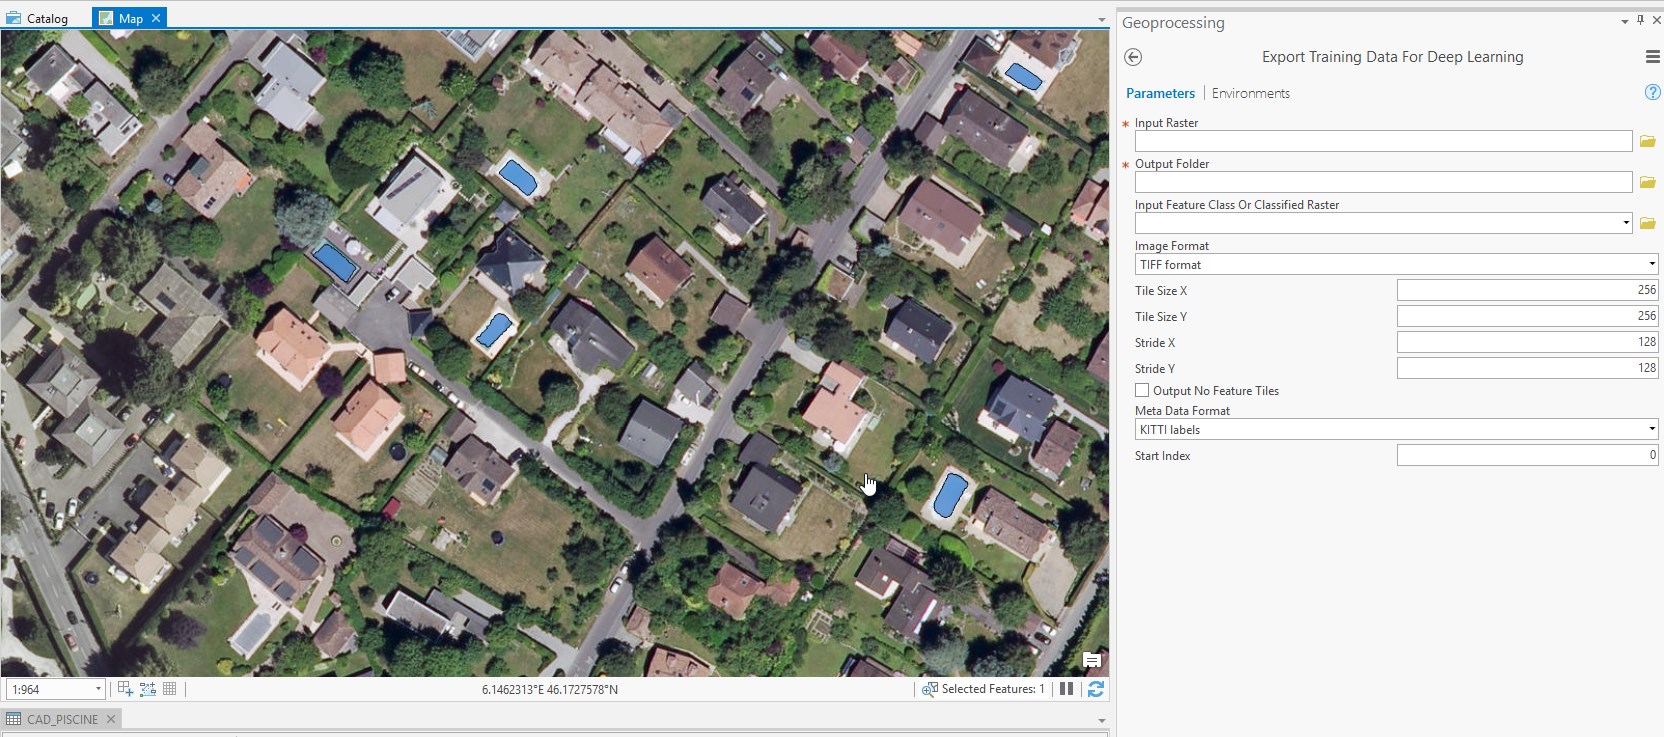 Catalog
Map
Geoprocessing
Export Training Data For Deep Learning
Parameters
Environments
?
* Input Raster
* Output Folder
Input Feature Class Or Classified Raster
Image Format
TIFF format
Tile Size X 256
Tile Size Y 256
Stride X 128
Stride Y 128
Output No Feature Tiles
Meta Data Format
KITTI labels
Start Index 0
1:964
6.1462313°E 46.1727578°N
Selected Features: 1
CAD_PISCINE